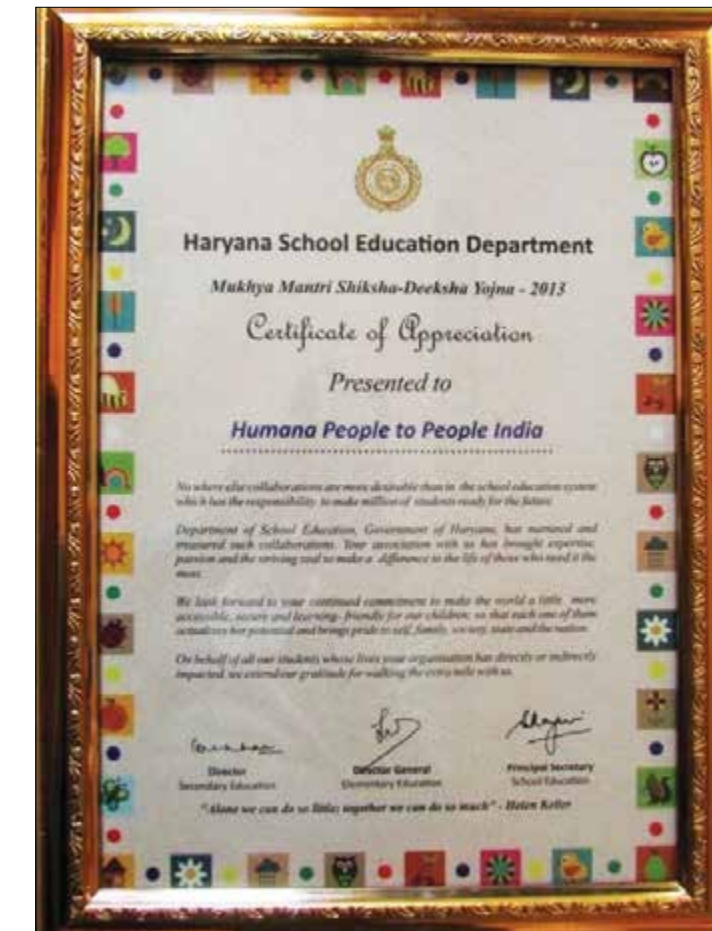 Haryana School Education Department
Mukhya Mantri Shiksha-Deeksha Yojna - 2013
Certificate of Appreciation
Presented to
Humana People to People India
No where else collaborations are more desirable than in the school education system
which has the responsibility to make million of students ready for the future.
Department of School Education, Government of Haryana, has nurtured and
treasured such collaborations. Your association with us has brought expertise,
passion and the striving zeal to make a difference to the life of those who need it the
most.
We look forward to your continued commitment to make the world a little more
accessible, secure and learning- friendly for our children; so that each one of them
actualizes her potential and brings pride to self, family, society, state and the nation.
On behalf of all our students whose lives your organisation has directly or indirectly
impacted, we extend our gratitude for walking the extra mile with us.
Director Director General Principal Secretary
Secondary Education Elementary Education School Education
"Alone we can do so little; together we can do so much" - Helen Keller